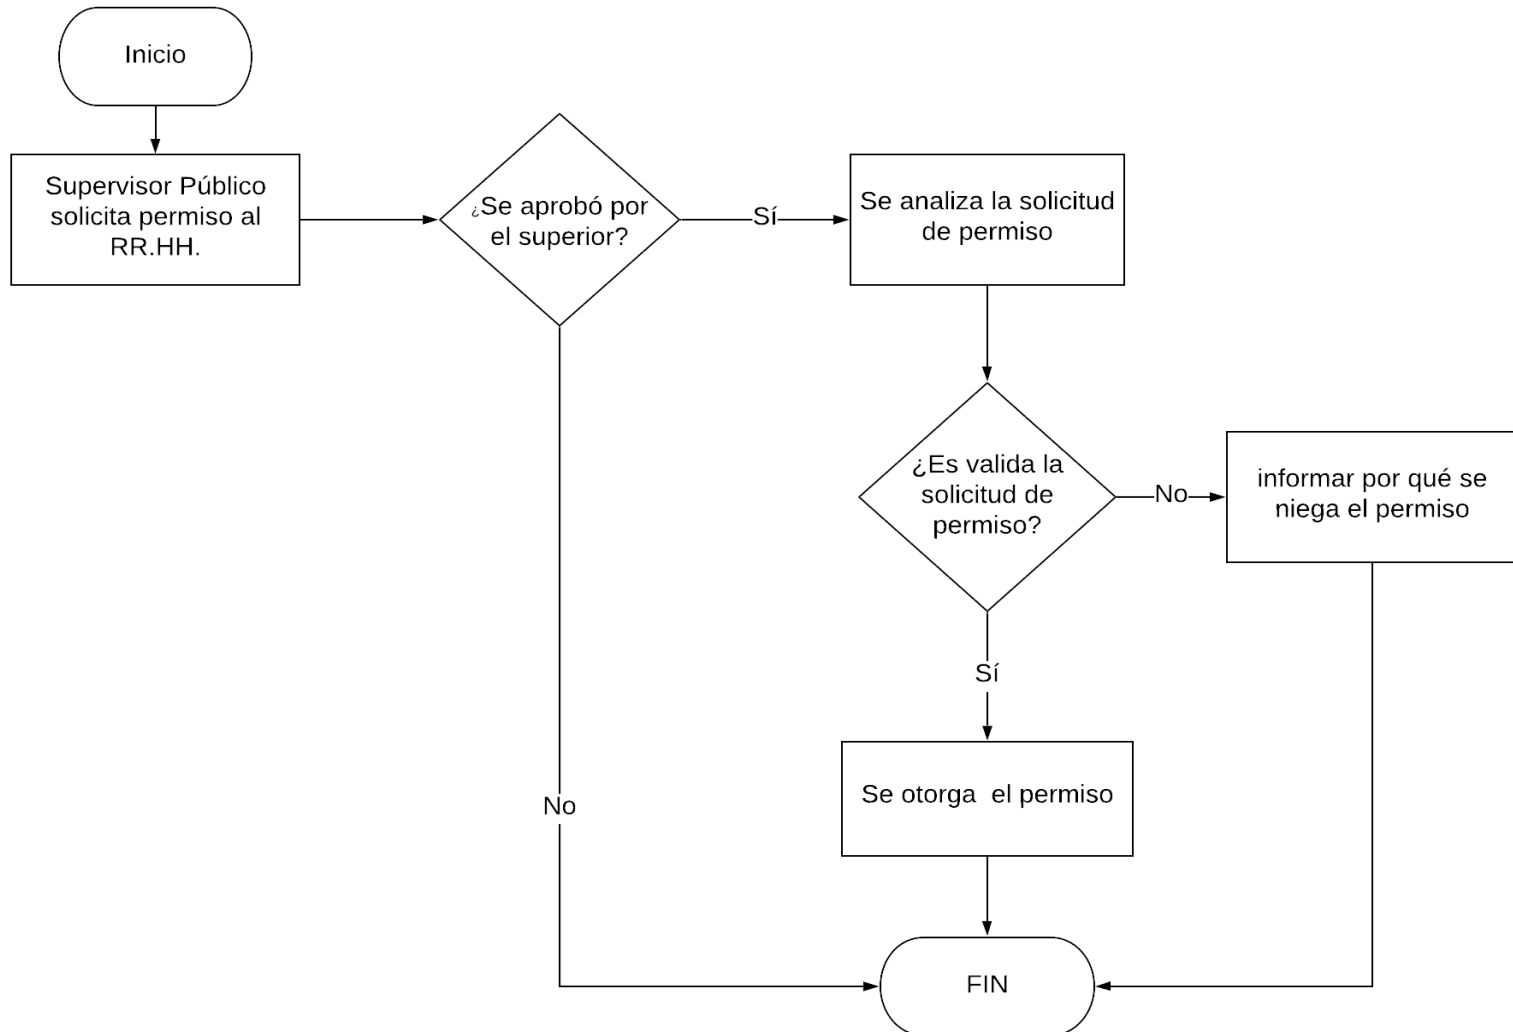 Inicio
Supervisor Público
solicita permiso al
RR.HH.
¿Se aprobó por
el superior?
Sí
Se analiza la solicitud
de permiso
¿Es valida la
solicitud de
permiso?
No
informar por qué se
niega el permiso
Sí
Se otorga  el permiso
No
FIN